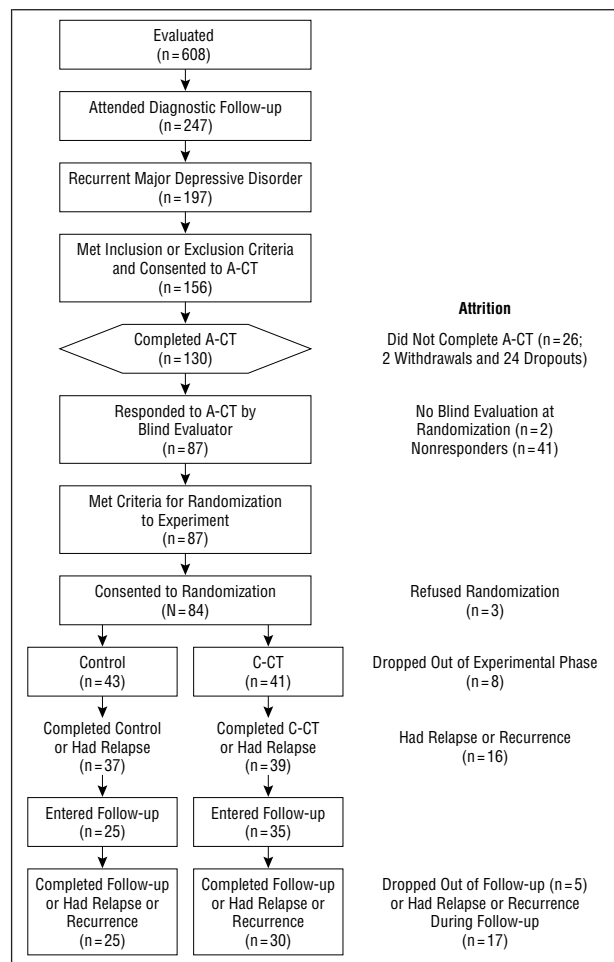 Evaluated
(n=608)
Attended Diagnostic Follow-up
(n=247)
Recurrent Major Depressive Disorder
(n=197)
Met Inclusion or Exclusion Criteria
and Consented to A-CT
(n=156)
Attrition
Completed A-CT
(n=130)
Did Not Complete A-CT (n=26;
2 Withdrawals and 24 Dropouts)
Responded to A-CT by
Blind Evaluator
(n=87)
No Blind Evaluation at
Randomization (n=2)
Nonresponders (n=41)
Met Criteria for Randomization
to Experiment
(n=87)
Consented to Randomization
(N=84)
Refused Randomization
(n=3)
Control
(n=43)
C-CT
(n=41)
Dropped Out of Experimental Phase
(n=8)
Completed Control
or Had Relapse
(n=37)
Completed C-CT
or Had Relapse
(n=39)
Had Relapse or Recurrence
(n=16)
Entered Follow-up
(n=25)
Entered Follow-up
(n=35)
Completed Follow-up
or Had Relapse or
Recurrence
(n=25)
Completed Follow-up
or Had Relapse or
Recurrence
(n=30)
Dropped Out of Follow-up (n=5)
or Had Relapse or Recurrence
During Follow-up
(n=17)